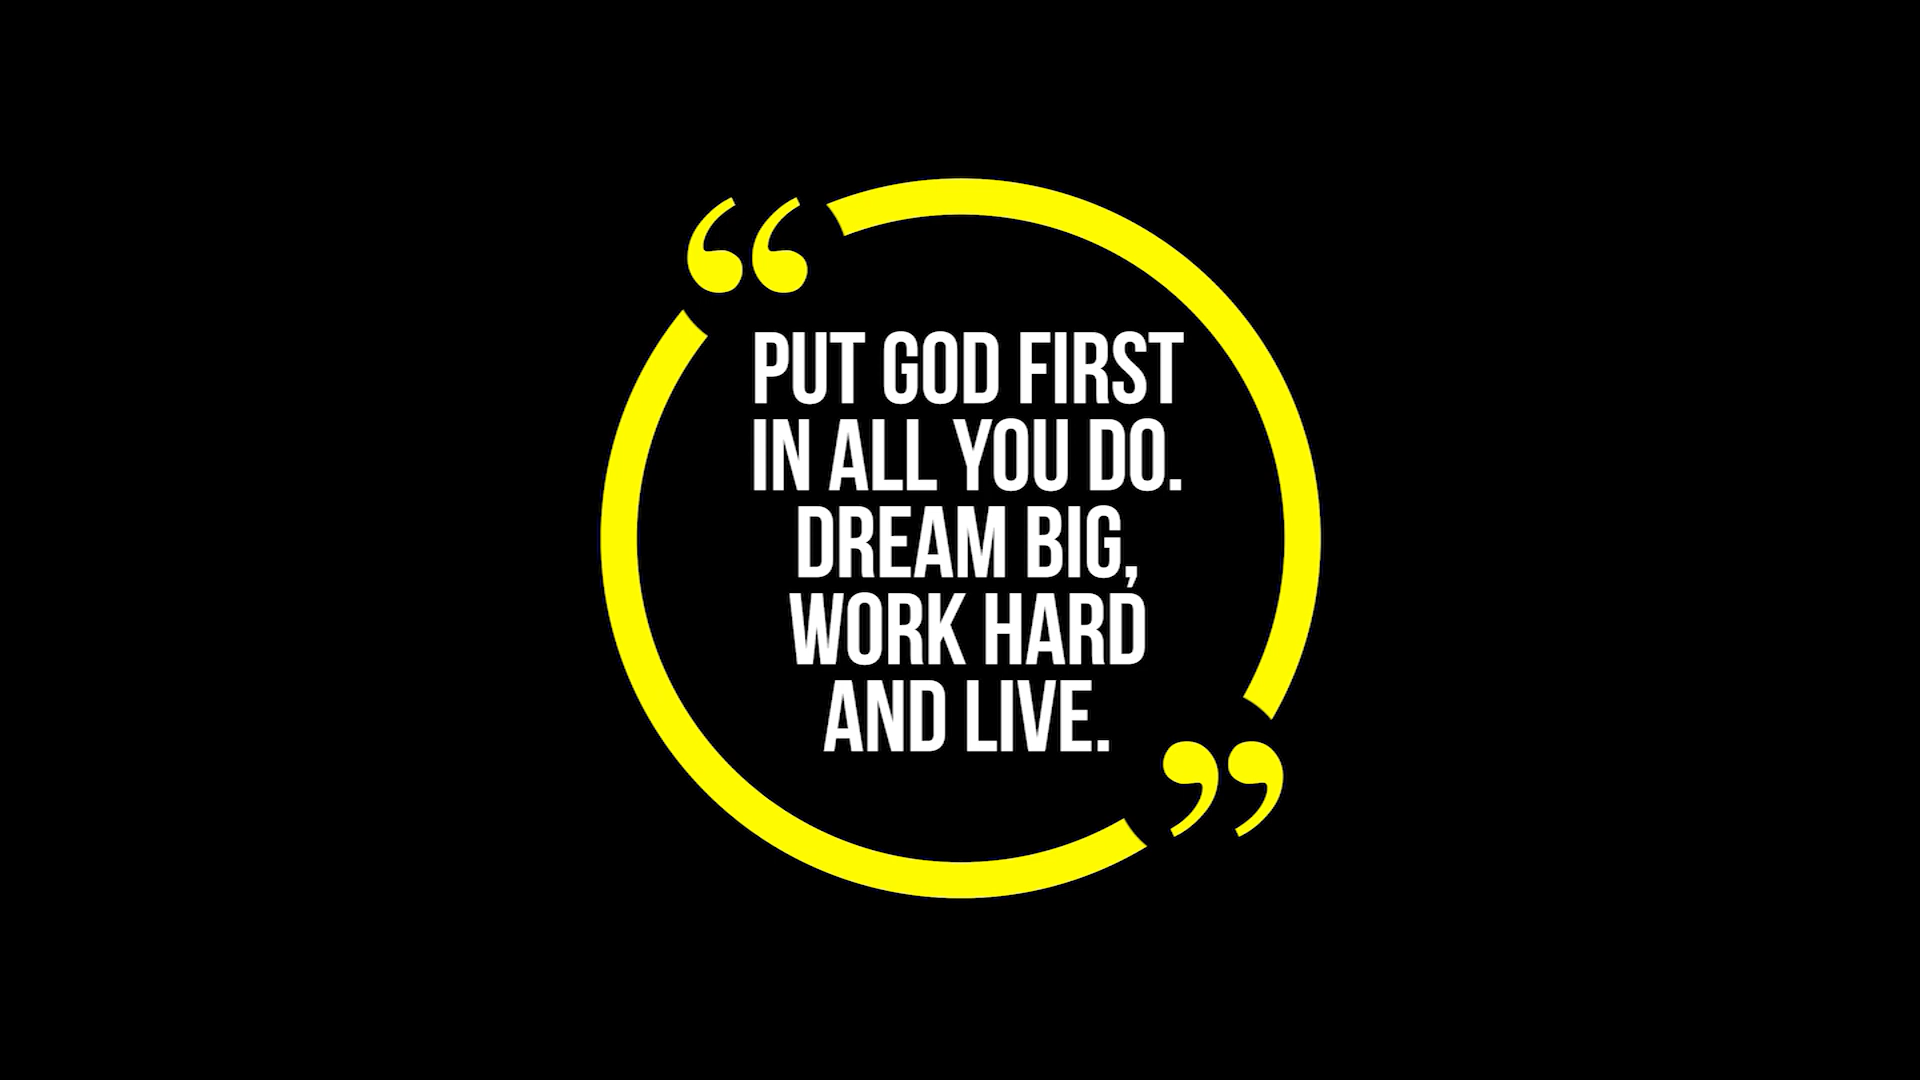 “
PUT GOD FIRST
IN ALL YOU DO.
DREAM BIG,
WORK HARD
AND LIVE.
”